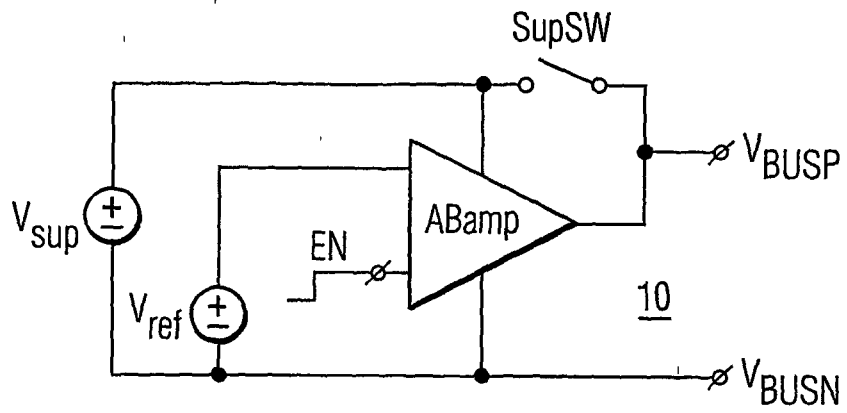 SupSW
V_BUSP
ABamp
V_sup
EN
V_ref
10
V_BUSN